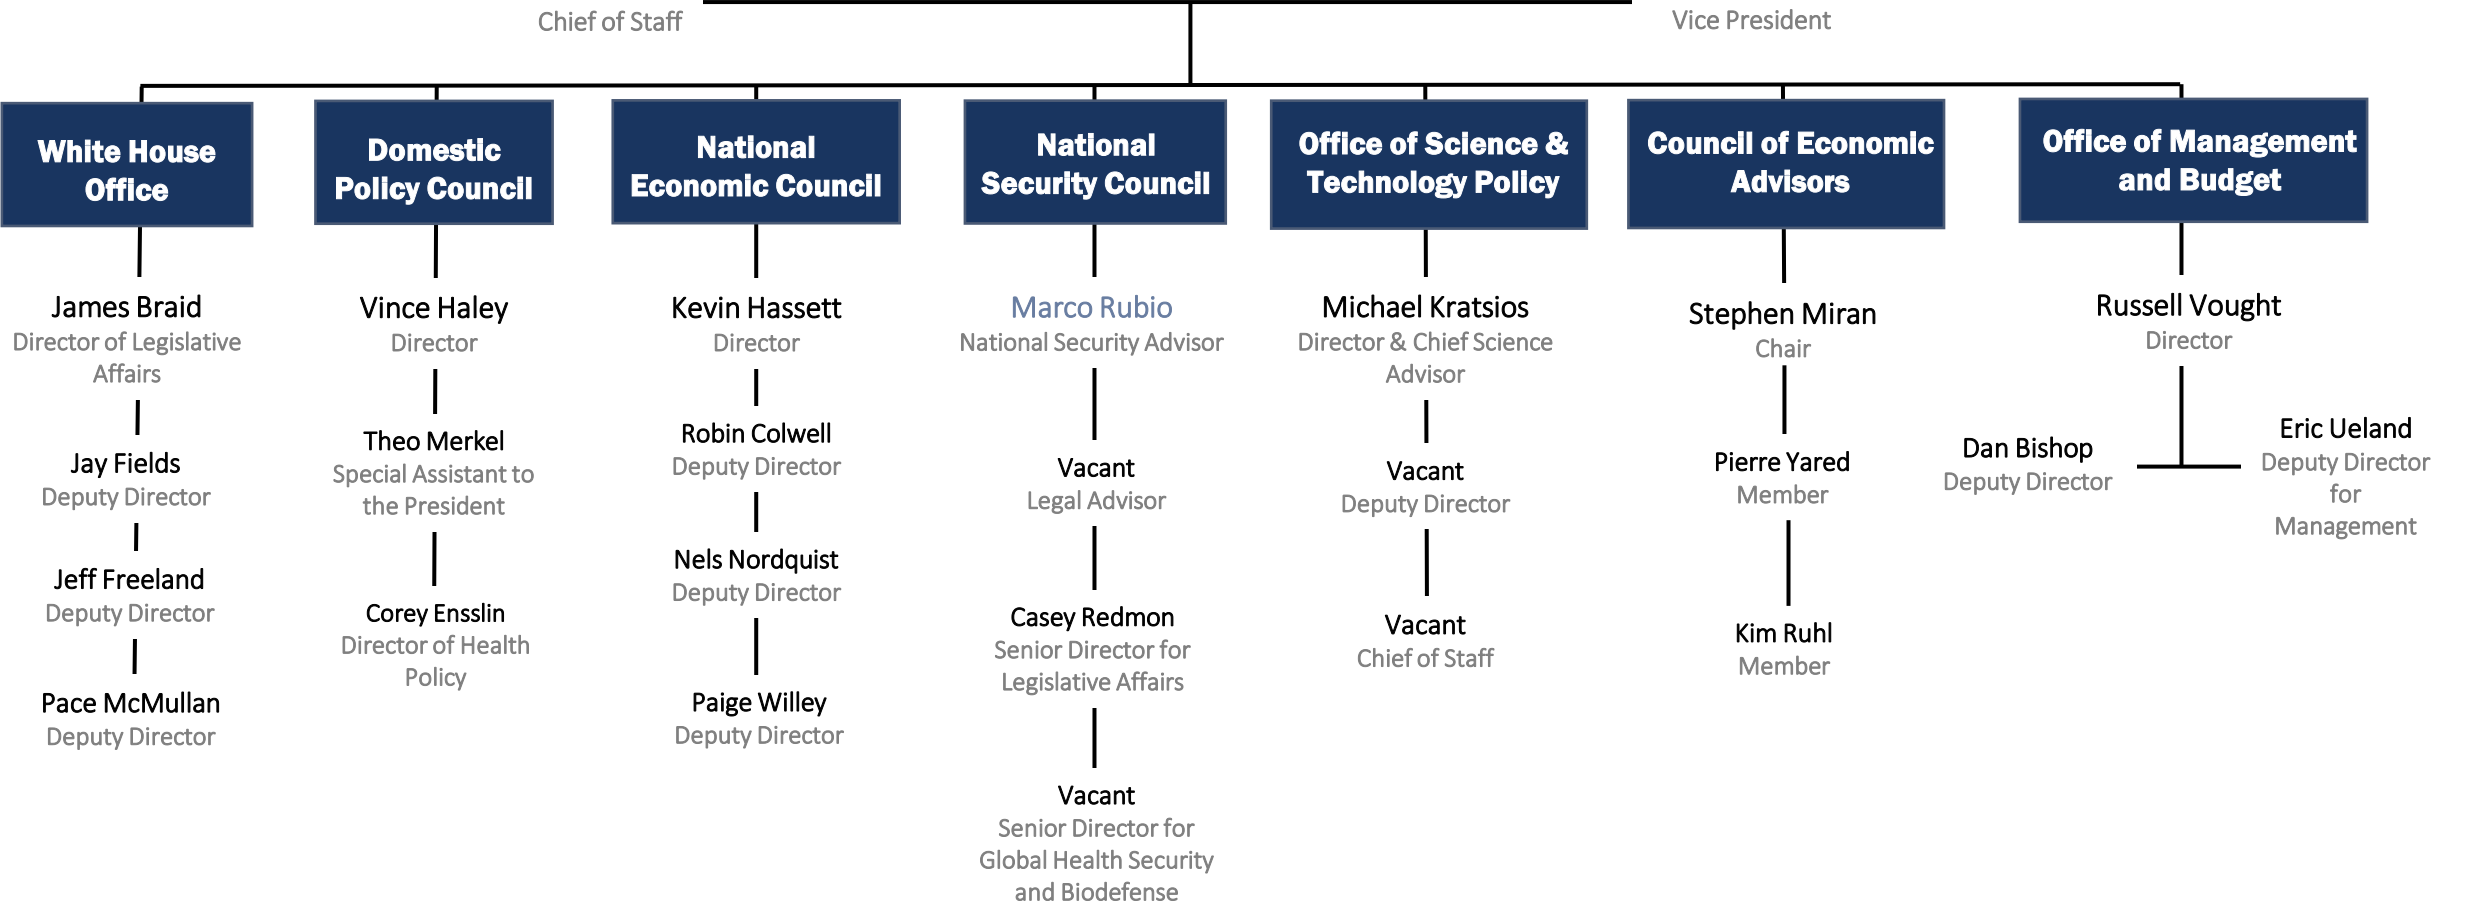 Chief of Staff
Vice President
White House
Office
Domestic
Policy Council
National
Economic Council
National
Security Council
Office of Science &
Technology Policy
Council of Economic
Advisors
Office of Management
and Budget
James Braid
Director of Legislative
Affairs
Jay Fields
Deputy Director
Jeff Freeland
Deputy Director
Pace McMullan
Deputy Director
Vince Haley
Director
Theo Merkel
Special Assistant to
the President
Corey Ensslin
Director of Health
Policy
Kevin Hassett
Director
Robin Colwell
Deputy Director
Nels Nordquist
Deputy Director
Paige Willey
Deputy Director
Marco Rubio
National Security Advisor
Vacant
Legal Advisor
Casey Redmon
Senior Director for
Legislative Affairs
Vacant
Senior Director for
Global Health Security
and Biodefense
Michael Kratsios
Director & Chief Science
Advisor
Vacant
Deputy Director
Vacant
Chief of Staff
Stephen Miran
Chair
Pierre Yared
Member
Kim Ruhl
Member
Russell Vought
Director
Dan Bishop
Deputy Director
Eric Ueland
Deputy Director
for
Management